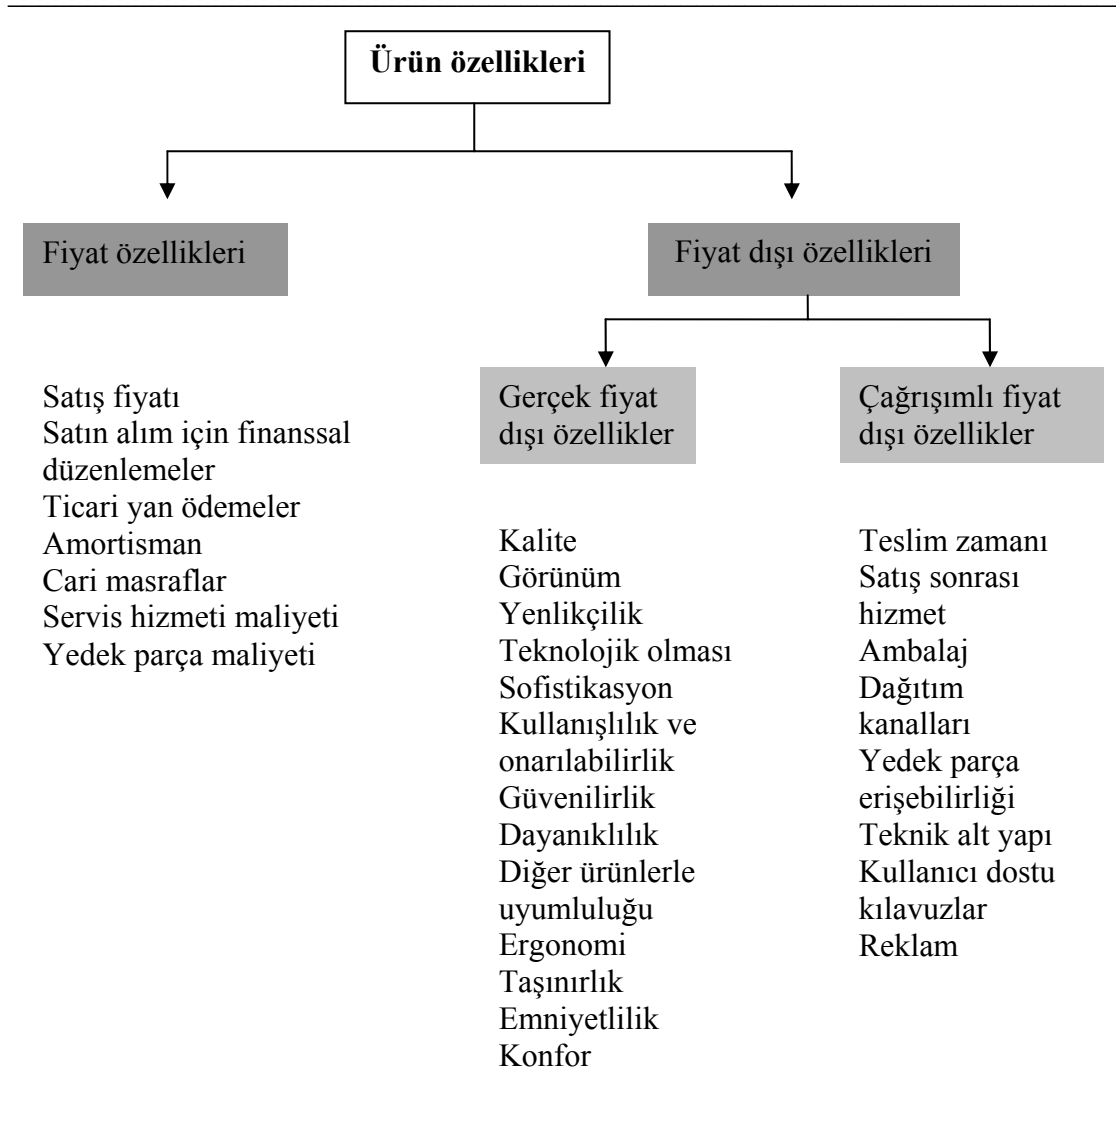 Ürün özellikleri
Fiyat özellikleri
Fiyat dışı özellikleri
Satış fiyatı
Satın alım için finanssal
düzenlemeler
Ticari yan ödemeler
Amortisman
Cari masraflar
Servis hizmeti maliyeti
Yedek parça maliyeti
Gerçek fiyat
dışı özellikler
Kalite
Görünüm
Yenlikçilik
Teknolojik olması
Sofistikasyon
Kullanışlılık ve
onarılabilirlik
Güvenilirlik
Dayanıklılık
Diğer ürünlerle
uyumluluğu
Ergonomi
Taşınırlık
Emniyetlilik
Konfor
Çağrışımlı fiyat
dışı özellikler
Teslim zamanı
Satış sonrası
hizmet
Ambalaj
Dağıtım
kanalları
Yedek parça
erişebilirliği
Teknik alt yapı
Kullanıcı dostu
kılavuzlar
Reklam